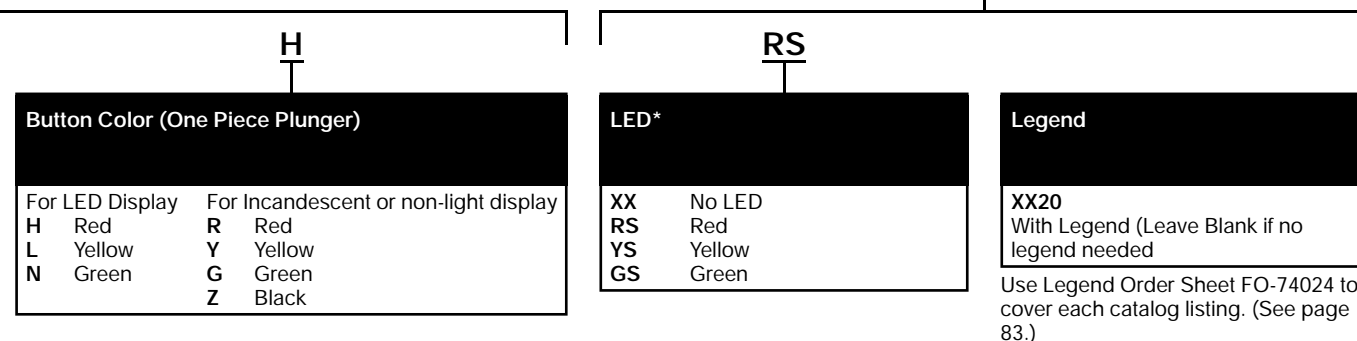 H
RS
Button Color (One Piece Plunger)
For LED Display For Incandescent or non-light display
H Red R Red
L Yellow Y Yellow
N Green G Green
Z Black
LED*
XX No LED
RS Red
YS Yellow
GS Green
Legend
XX20
With Legend (Leave Blank if no
legend needed
Use Legend Order Sheet FO-74024 to
cover each catalog listing. (See page
83.)